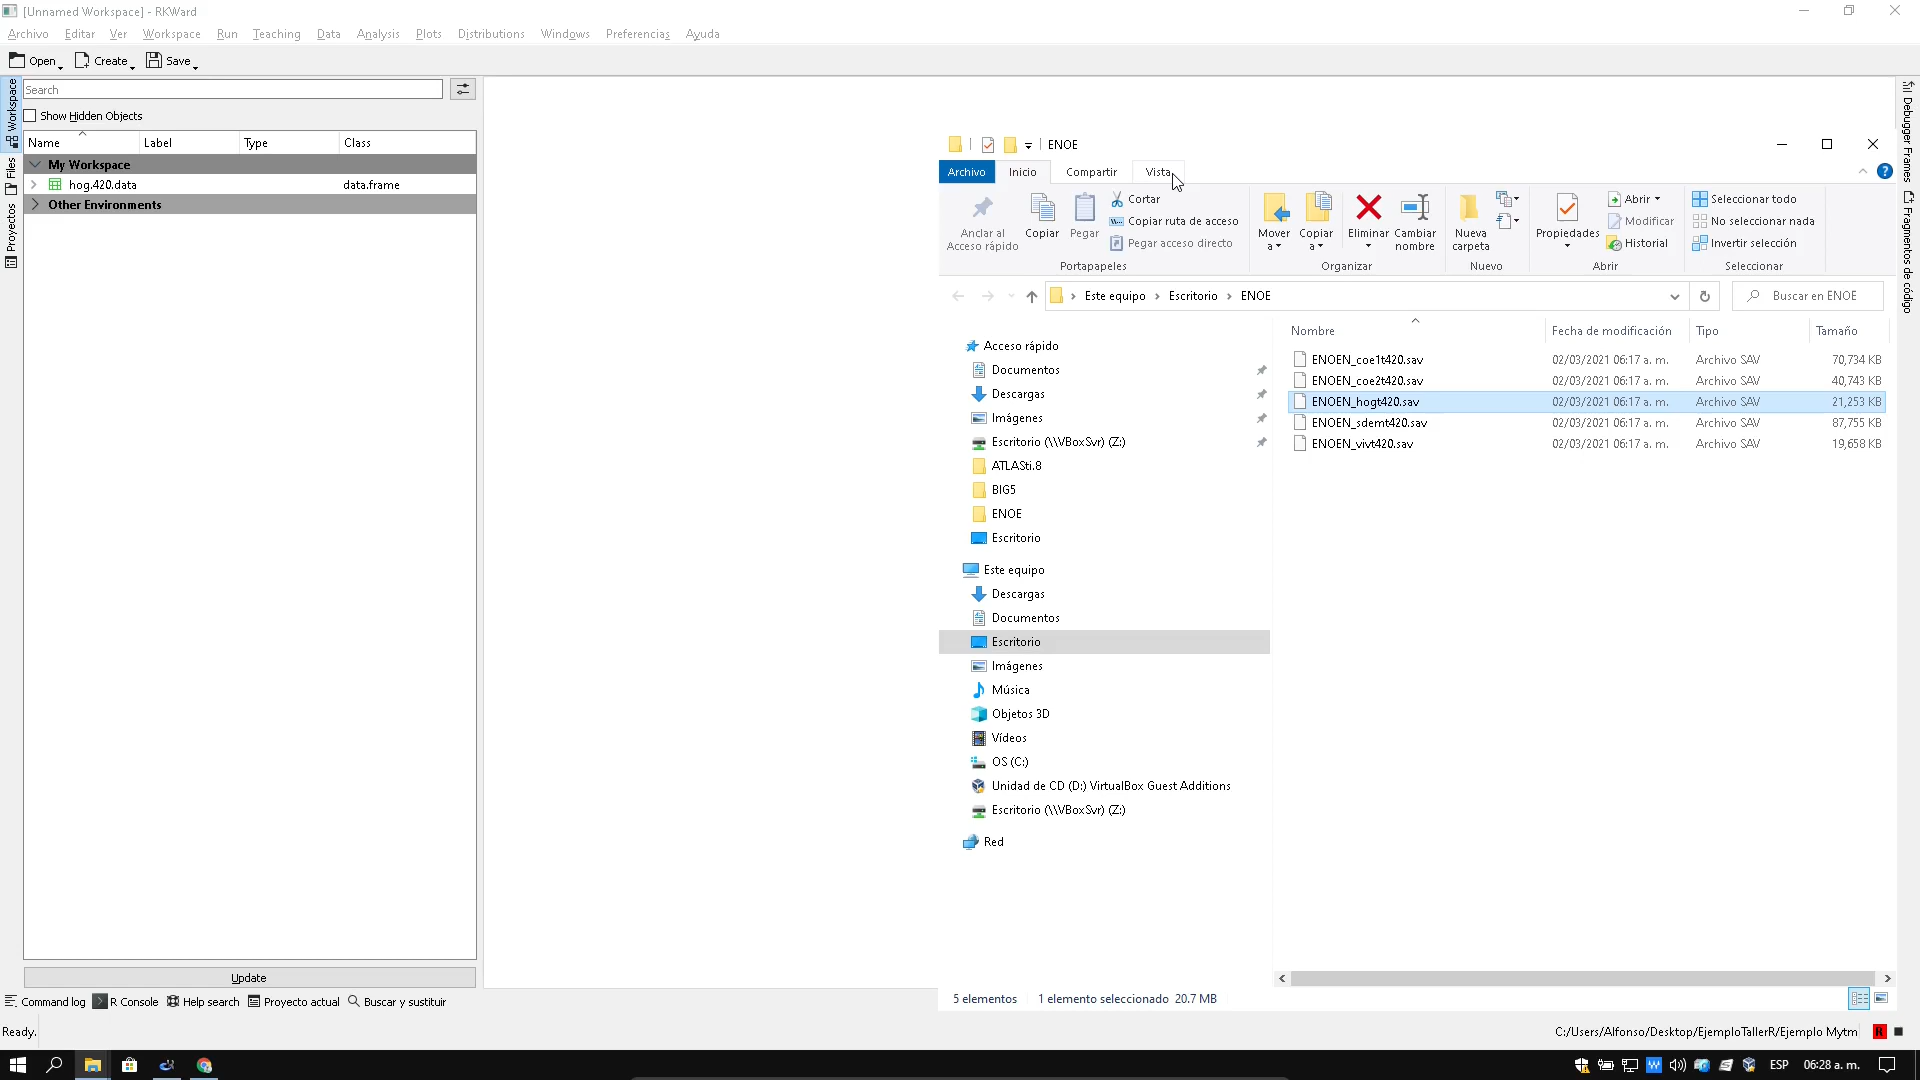 [Unnamed Workspace] - RKWard
Archivo Editar Ver Workspace Run Teaching Data Analysis Plots Distributions Windows Preferencias Ayuda
Open Create Save
Search
Show Hidden Objects
Name Label Type Class
My Workspace
hog.420.data data.frame
Other Environments
Update
Workspace
Files
Proyectos
Command log R Console Help search Proyecto actual Buscar y sustituir
Ready.
C:/Users/Alfonso/Desktop/EjemploTallerR/Ejemplo Mytm
R
Debugger Frames
Fragmentos de código
ENOE
Archivo Inicio Compartir Vista
?
Anclar al
Acceso rápido
Copiar
Pegar
Cortar
Copiar ruta de acceso
Pegar acceso directo
Portapapeles
Mover
a
Copiar
a
Eliminar
Cambiar
nombre
Organizar
Nueva
carpeta
Nuevo
Propiedades
Abrir
Modificar
Historial
Abrir
Seleccionar todo
No seleccionar nada
Invertir selección
Seleccionar
Este equipo Escritorio ENOE
Buscar en ENOE
Nombre Fecha de modificación Tipo Tamaño
ENOEN_coe1t420.sav 02/03/2021 06:17 a. m. Archivo SAV 70,734 KB
ENOEN_coe2t420.sav 02/03/2021 06:17 a. m. Archivo SAV 40,743 KB
ENOEN_hogt420.sav 02/03/2021 06:17 a. m. Archivo SAV 21,253 KB
ENOEN_sdemt420.sav 02/03/2021 06:17 a. m. Archivo SAV 87,755 KB
ENOEN_vivt420.sav 02/03/2021 06:17 a. m. Archivo SAV 19,658 KB
Acceso rápido
Documentos
Descargas
Imágenes
Escritorio (\\VBoxSvr) (Z:)
ATLASti.8
BIG5
ENOE
Escritorio
Este equipo
Descargas
Documentos
Escritorio
Imágenes
Música
Objetos 3D
Vídeos
OS (C:)
Unidad de CD (D:) VirtualBox Guest Additions
Escritorio (\\VBoxSvr) (Z:)
Red
5 elementos 1 elemento seleccionado 20.7 MB
ESP 06:28 a. m.